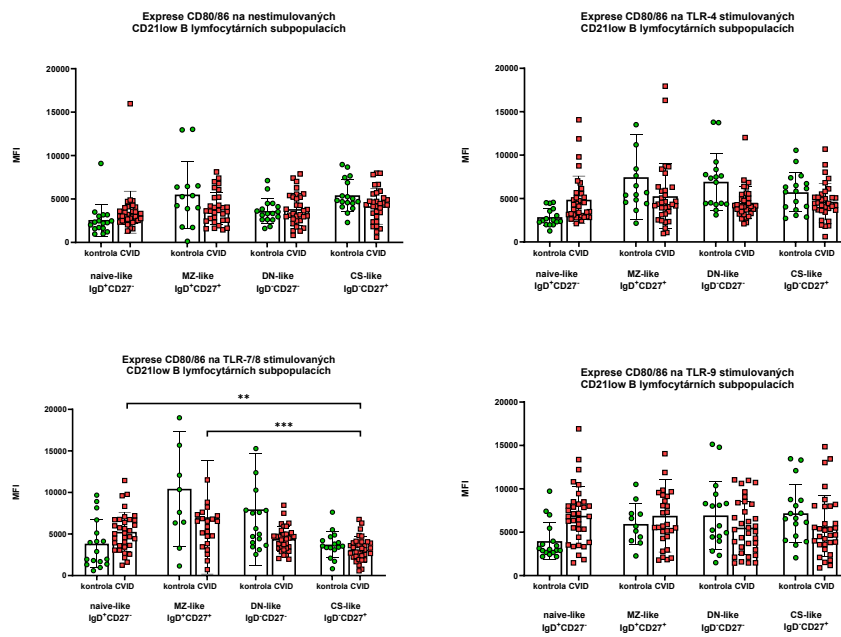 Exprese CD80/86 na nestimulovaných
CD21low B lymfocytárních subpopulacích
20000
15000
10000
5000
0
MFI
kontrola CVID kontrola CVID kontrola CVID kontrola CVID
naive-like MZ-like DN-like CS-like
IgD⁺CD27⁻ IgD⁺CD27⁺ IgD⁻CD27⁻ IgD⁻CD27⁺
Exprese CD80/86 na TLR-4 stimulovaných
CD21low B lymfocytárních subpopulacích
20000
15000
10000
5000
0
MFI
kontrola CVID kontrola CVID kontrola CVID kontrola CVID
naive-like MZ-like DN-like CS-like
IgD⁺CD27⁻ IgD⁺CD27⁺ IgD⁻CD27⁻ IgD⁻CD27⁺
Exprese CD80/86 na TLR-7/8 stimulovaných
CD21low B lymfocytárních subpopulacích
**
***
20000
15000
10000
5000
0
MFI
kontrola CVID kontrola CVID kontrola CVID kontrola CVID
naive-like MZ-like DN-like CS-like
IgD⁺CD27⁻ IgD⁺CD27⁺ IgD⁻CD27⁻ IgD⁻CD27⁺
Exprese CD80/86 na TLR-9 stimulovaných
CD21low B lymfocytárních subpopulacích
20000
15000
10000
5000
0
MFI
kontrola CVID kontrola CVID kontrola CVID kontrola CVID
naive-like MZ-like DN-like CS-like
IgD⁺CD27⁻ IgD⁺CD27⁺ IgD⁻CD27⁻ IgD⁻CD27⁺